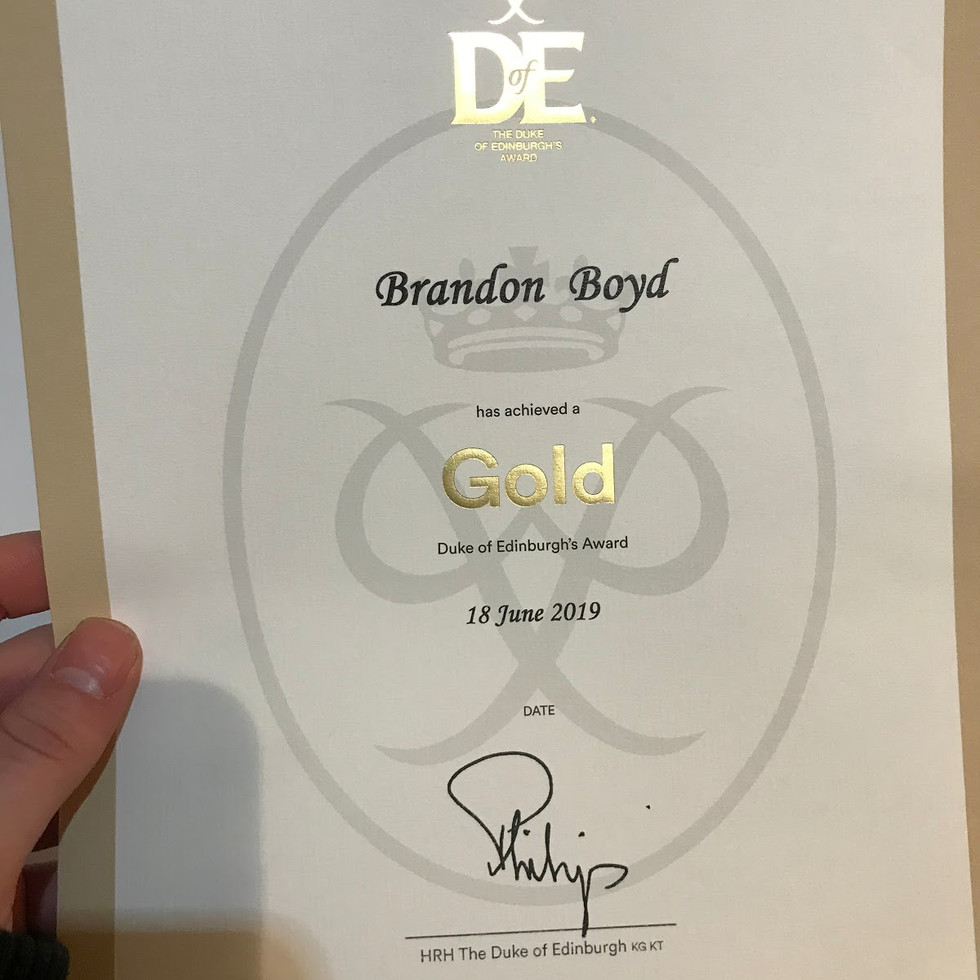 DofE.
THE DUKE
OF EDINBURGH'S
AWARD
Brandon Boyd
has achieved a
Gold
Duke of Edinburgh's Award
18 June 2019
DATE
Philip
HRH The Duke of Edinburgh KG KT